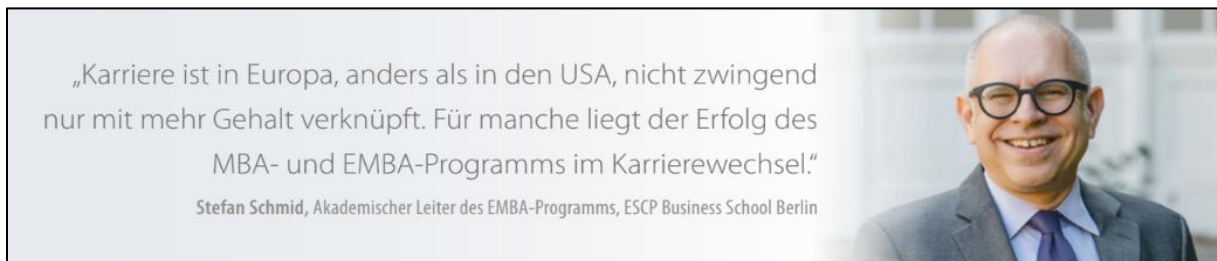 „Karriere ist in Europa, anders als in den USA, nicht zwingend
nur mit mehr Gehalt verknüpft. Für manche liegt der Erfolg des
MBA- und EMBA-Programms im Karrierewechsel.“
Stefan Schmid, Akademischer Leiter des EMBA-Programms, ESCP Business School Berlin